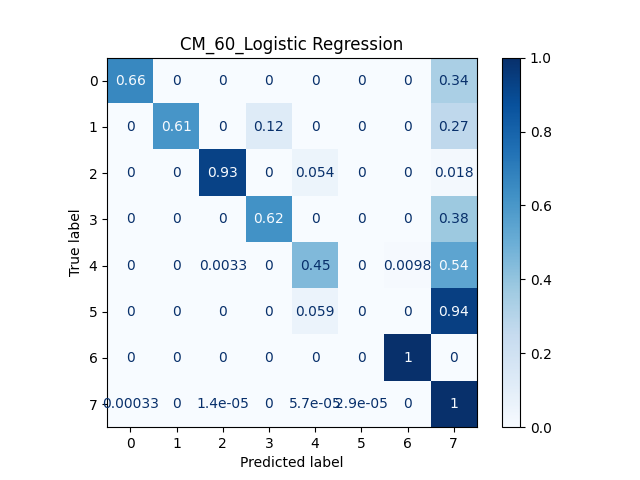 CM_60_Logistic Regression
0 0.66 0 0 0 0 0 0 0.34
1 0 0.61 0 0.12 0 0 0 0.27
2 0 0 0.93 0 0.054 0 0 0.018
3 0 0 0 0.62 0 0 0 0.38
4 0 0 0.0033 0 0.45 0 0.0098 0.54
5 0 0 0 0 0.059 0 0 0.94
6 0 0 0 0 0 0 1 0
7 0.00033 0 1.4e-05 0 5.7e-05 2.9e-05 0 1
0 1 2 3 4 5 6 7
Predicted label
True label
1.0
0.8
0.6
0.4
0.2
0.0